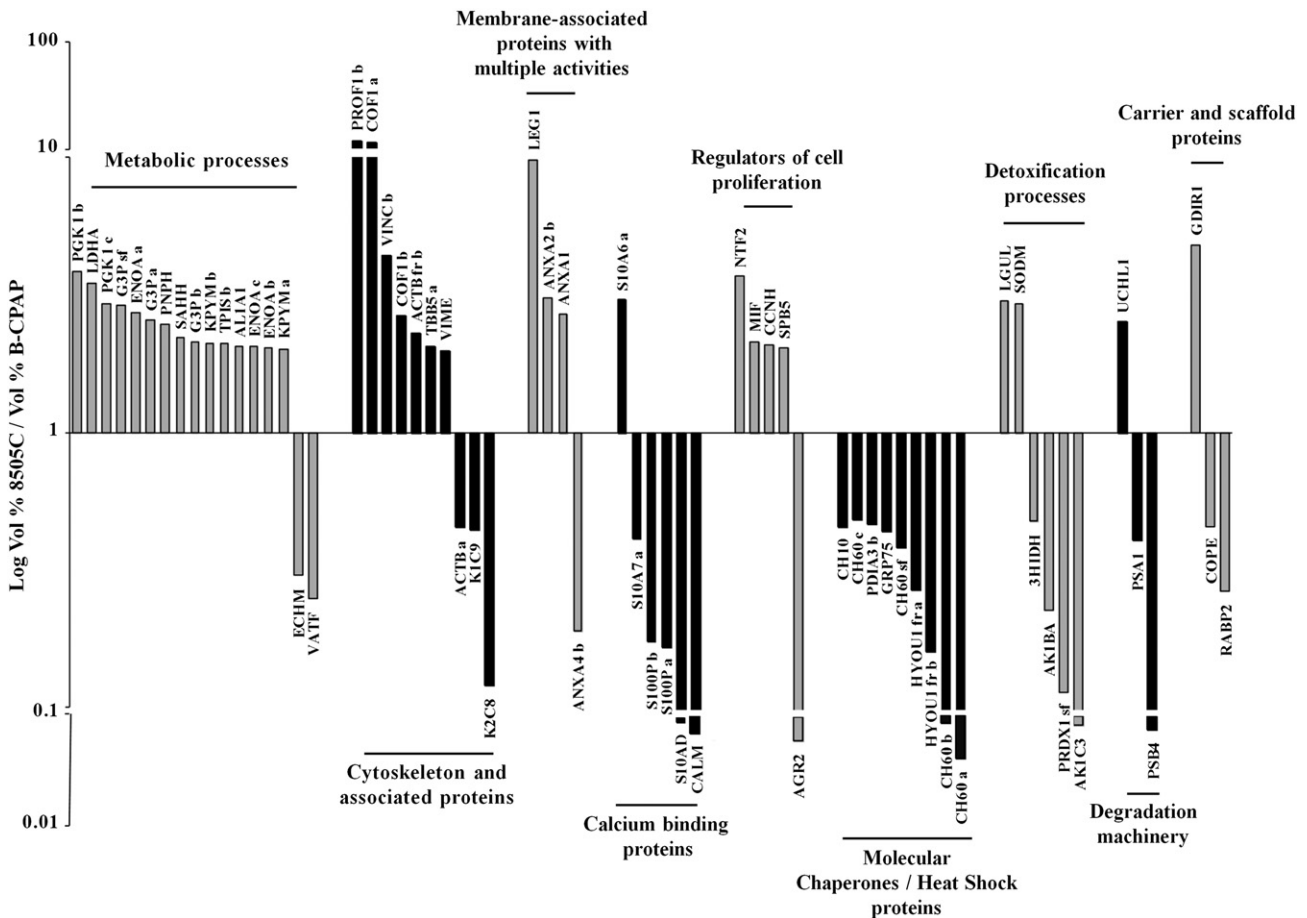 Log Vol % 8505C / Vol % B-CPAP
100
10
1
0.1
0.01
Metabolic processes
PGK1 b
LDHA
PGK1 c
G3P sf
ENOA a
G3P a
PNPH
SAHH
G3P b
KPYM b
TPIS b
AL1A1
ENOA c
ENOA b
KPYM a
ECHM
VATF
PROF1 b
COF1 a
VINC b
COF1 b
ACTB fr b
TBB5 a
VIME
ACTB a
K1C9
K2C8
Cytoskeleton and
associated proteins
Membrane-associated
proteins with
multiple activities
LEG1
ANXA2 b
ANXA1
ANXA4 b
S10A6 a
S10A7 a
S100P b
S100P a
S10AD
CALM
Calcium binding
proteins
Regulators of cell
proliferation
NTF2
MIF
CCNH
SPB5
AGR2
CH10
CH60 c
PDIA3 b
GRP75
CH60 sf
HYOU1 fr a
HYOU1 fr b
CH60 b
CH60 a
Molecular
Chaperones / Heat Shock
proteins
Detoxification
processes
LGUL
SODM
3HIDH
AK1BA
PRDX1 sf
AK1C3
UCHL1
PSA1
PSB4
Degradation
machinery
Carrier and scaffold
proteins
GDIR1
COPE
RABP2